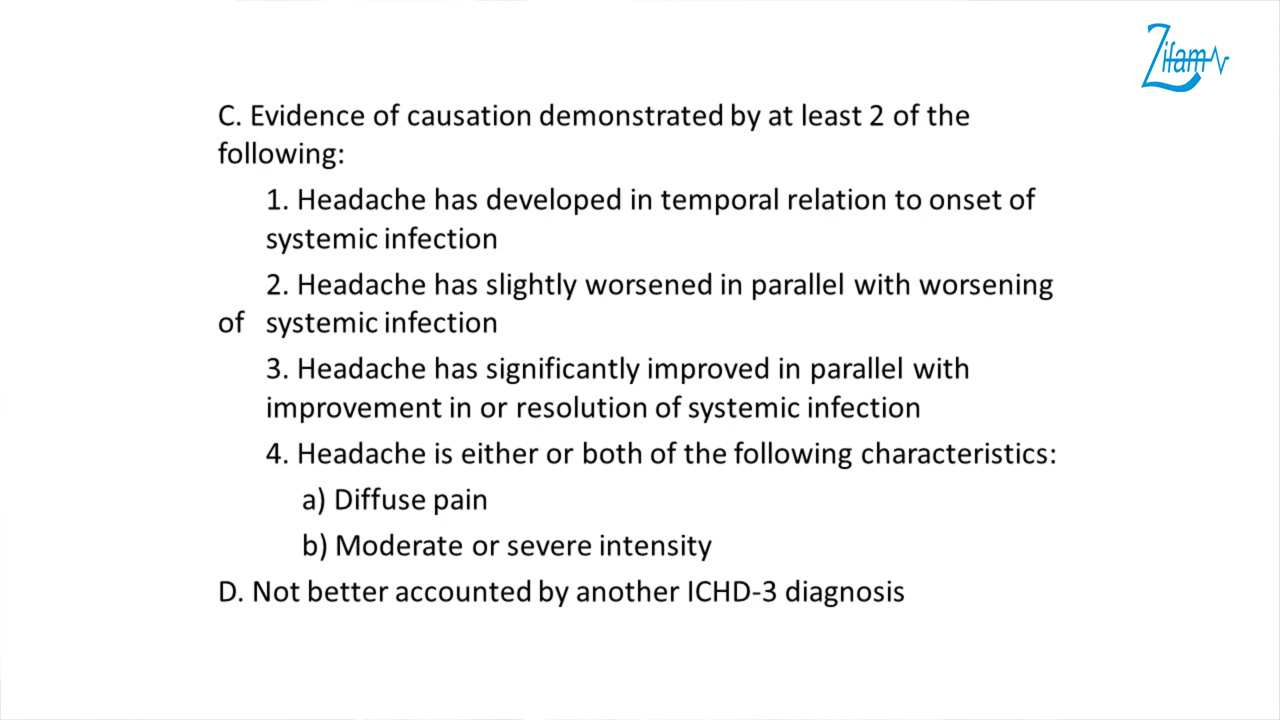 Zifam
C. Evidence of causation demonstrated by at least 2 of the
following:
1. Headache has developed in temporal relation to onset of
systemic infection
2. Headache has slightly worsened in parallel with worsening
of systemic infection
3. Headache has significantly improved in parallel with
improvement in or resolution of systemic infection
4. Headache is either or both of the following characteristics:
a) Diffuse pain
b) Moderate or severe intensity
D. Not better accounted by another ICHD-3 diagnosis